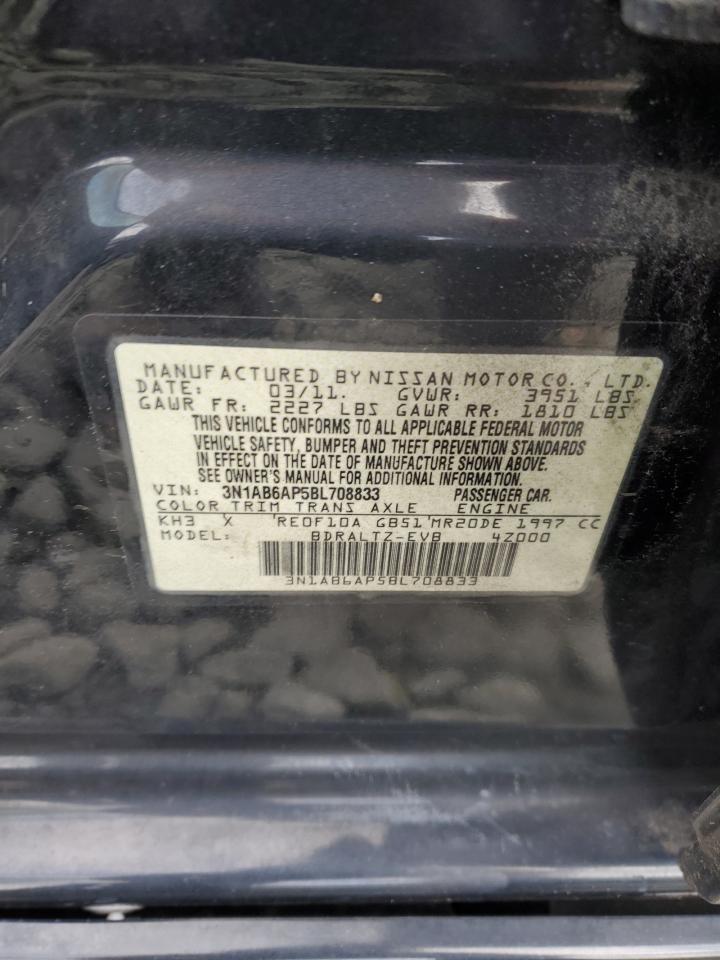 MANUFACTURED BY NISSAN MOTOR CO., LTD.
DATE: 03/11. GVWR: 3951 LBS
GAWR FR: 2227 LBS GAWR RR: 1810 LBS
THIS VEHICLE CONFORMS TO ALL APPLICABLE FEDERAL MOTOR
VEHICLE SAFETY, BUMPER AND THEFT PREVENTION STANDARDS
IN EFFECT ON THE DATE OF MANUFACTURE SHOWN ABOVE.
SEE OWNER'S MANUAL FOR ADDITIONAL INFORMATION.
VIN: 3N1AB6AP5BL708833 PASSENGER CAR.
COLOR TRIM TRANS AXLE ENGINE
KH3 X RE0F10A GB51 MR20DE 1997 CC
MODEL: BDRALTZ-EVB 4Z000
3N1AB6AP5BL708833